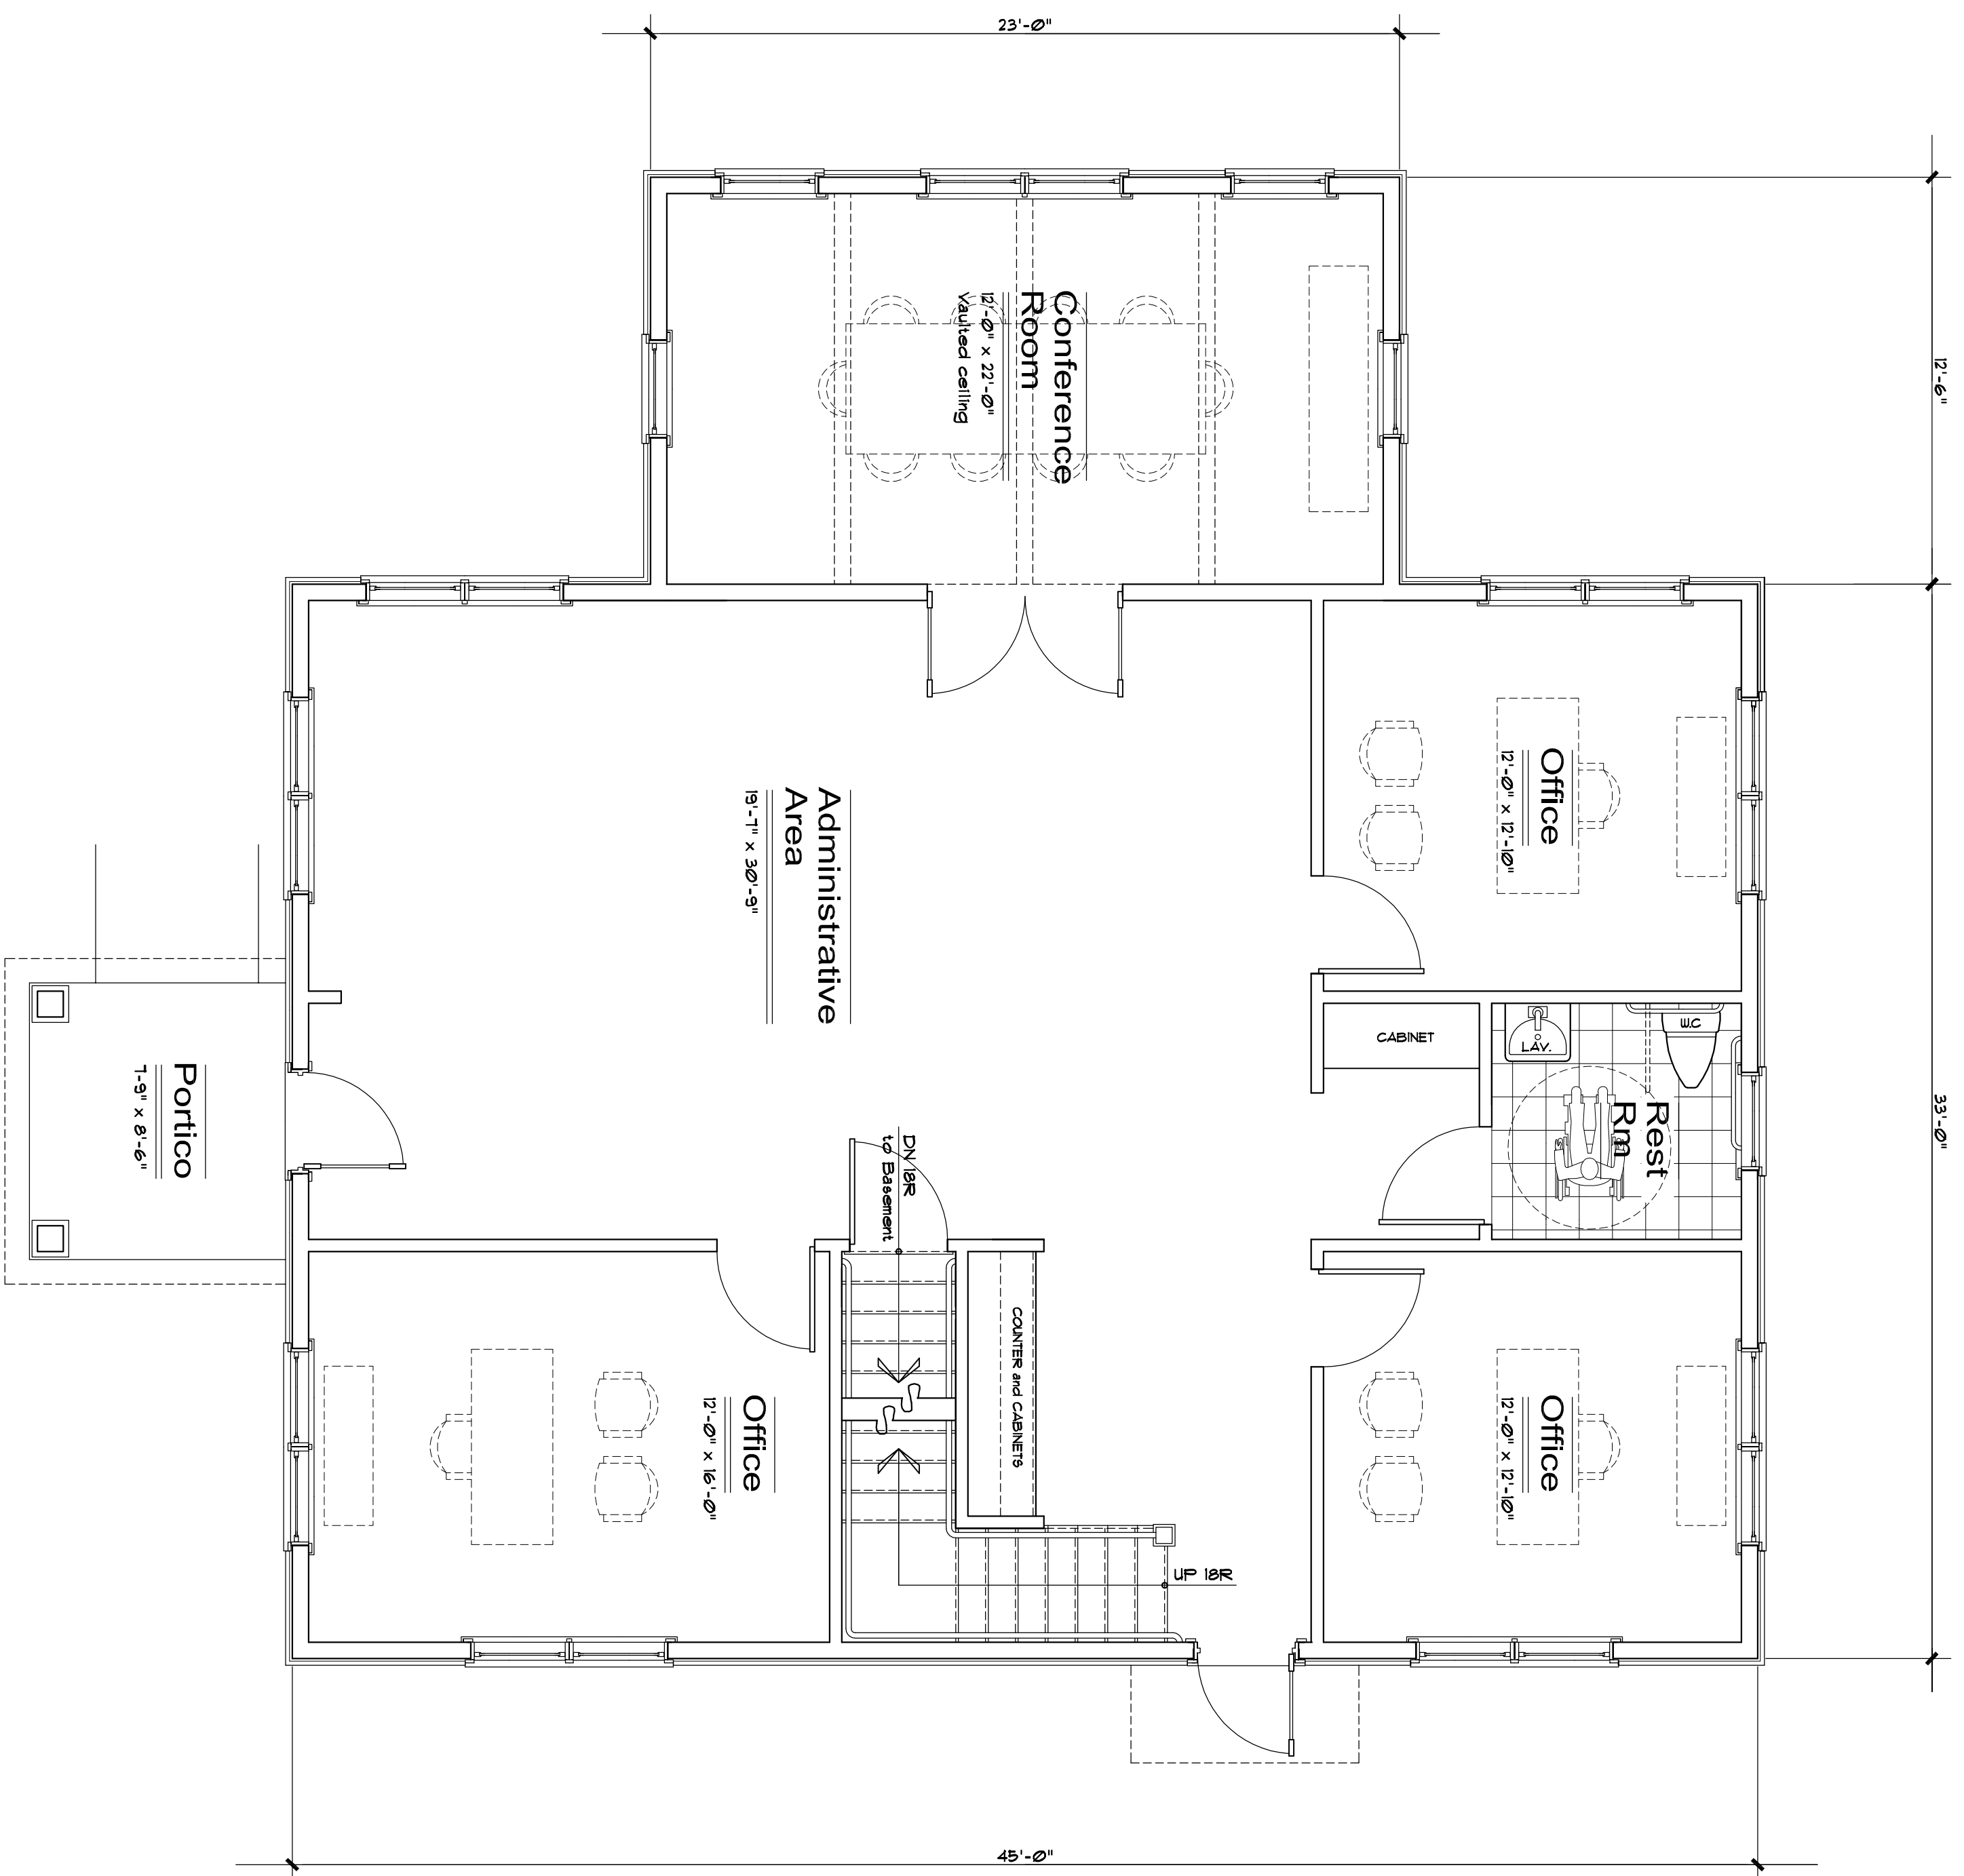 23'-0"
12'-6"
Conference
Room
12'-0" x 22'-0"
Vaulted ceiling
Office
12'-0" x 12'-10"
Administrative
Area
19'-7" x 30'-9"
33'-0"
CABINET
LAV.
W.C
Rest
Rm
Portico
7-9" x 8'-6"
DN 18R
to Basement
COUNTER and CABINETS
Office
12'-0" x 16'-0"
Office
12'-0" x 12'-10"
UP 18R
45'-0"